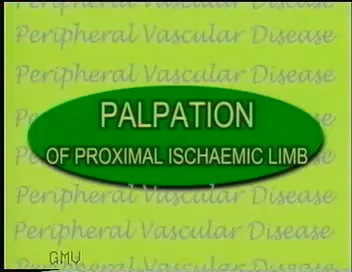 Peripheral Vascular Disease
Peripheral Vascular Disease
Peripheral Vascular Disease
PALPATION
OF PROXIMAL ISCHAEMIC LIMB
Peripheral Vascular Disease
Peripheral Vascular Disease
GMV